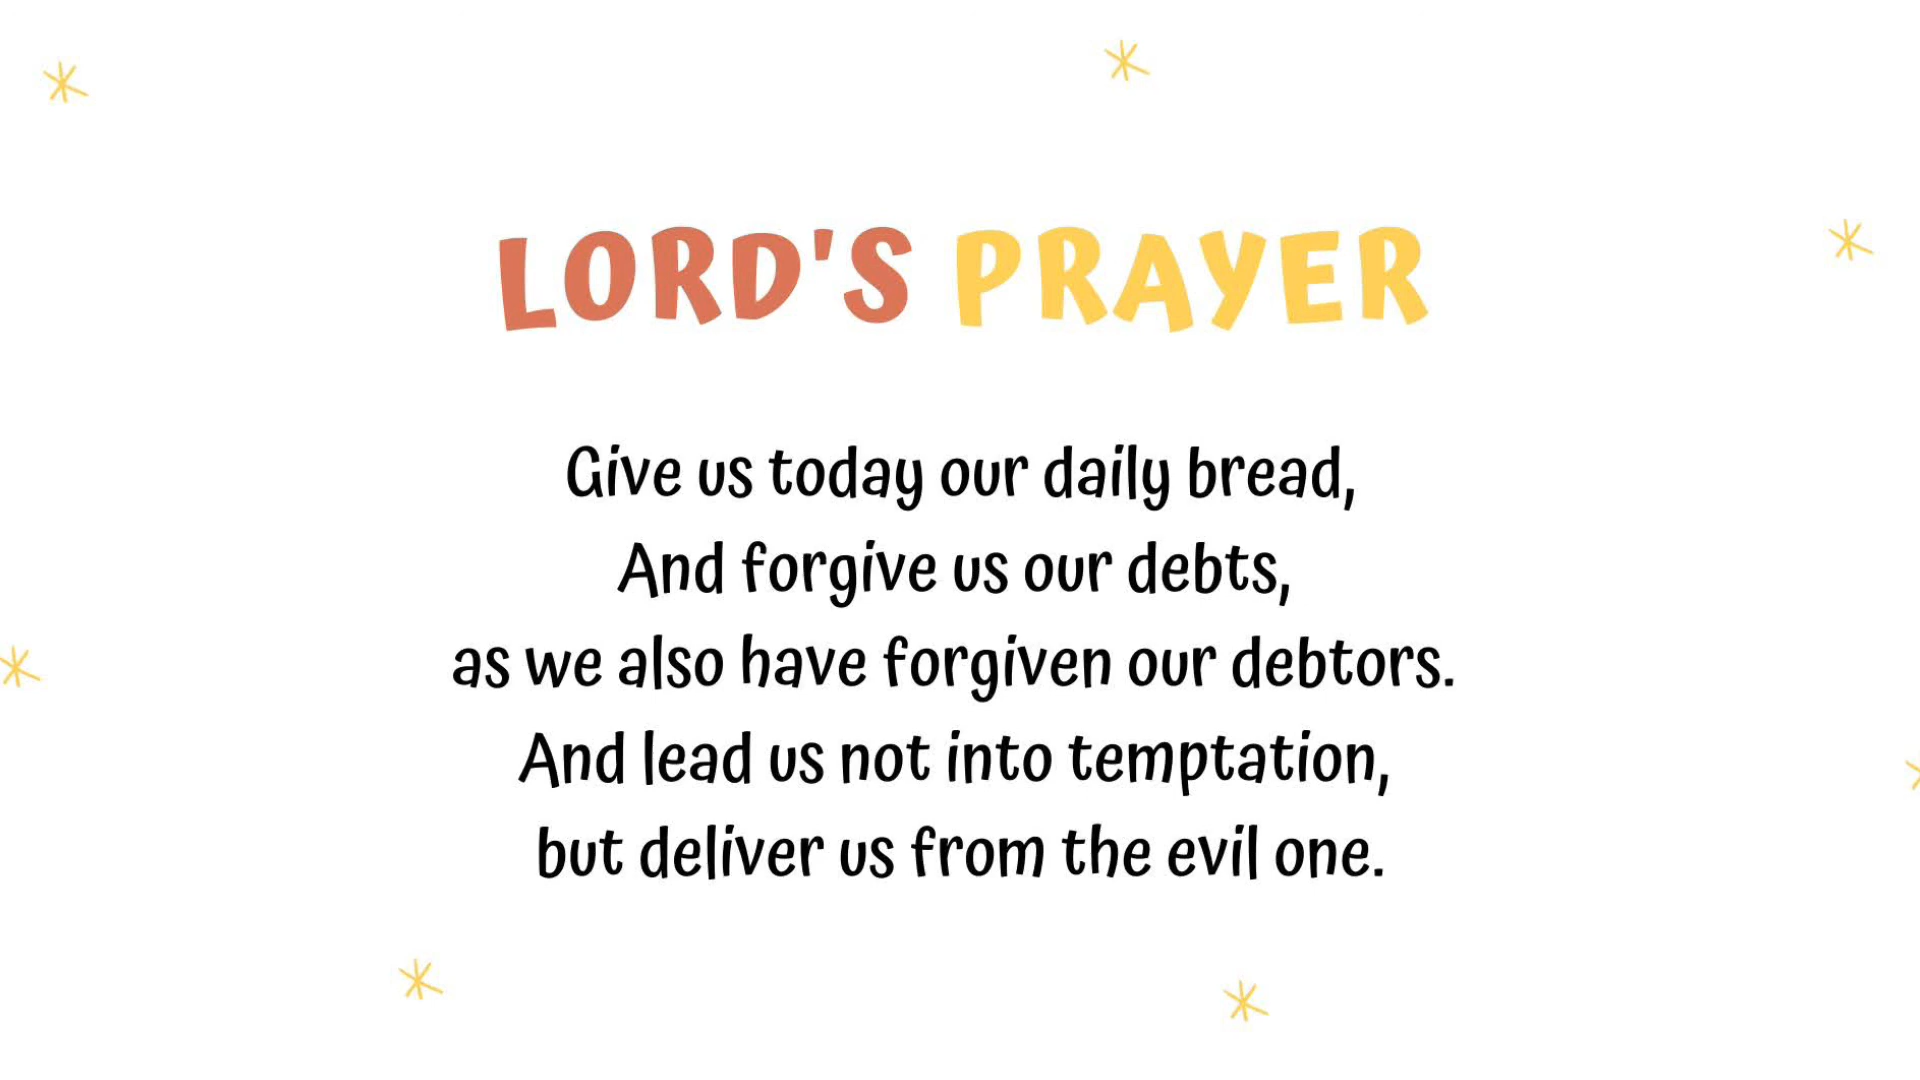 LORD'S PRAYER
Give us today our daily bread,
And forgive us our debts,
as we also have forgiven our debtors.
And lead us not into temptation,
but deliver us from the evil one.